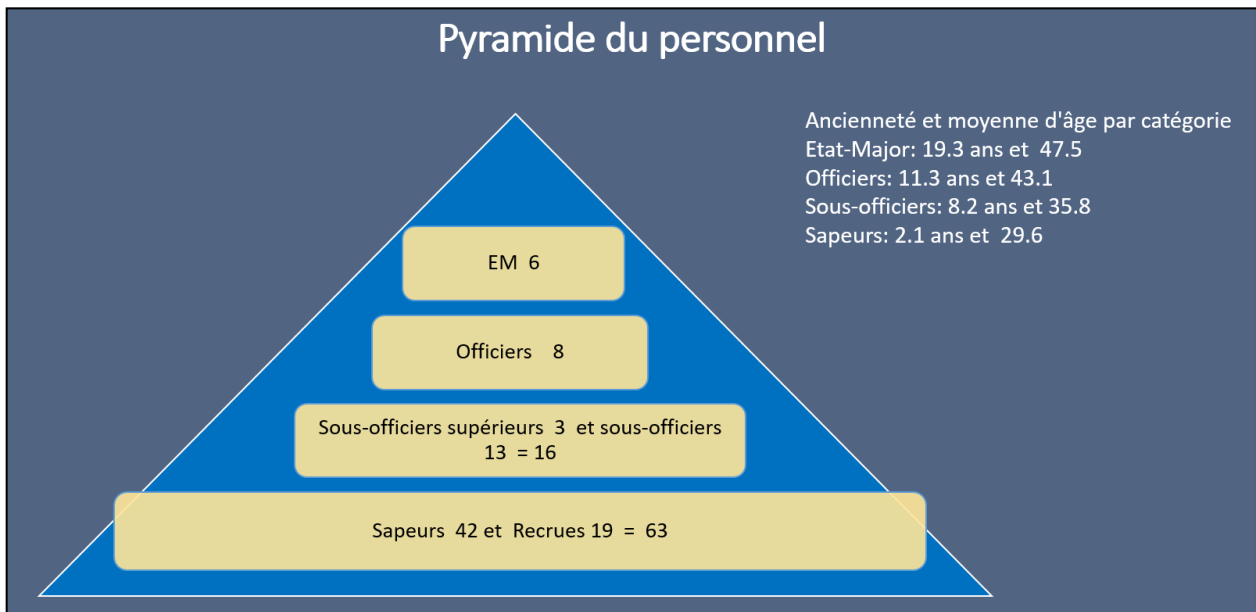 Pyramide du personnel
Ancienneté et moyenne d'âge par catégorie
Etat-Major: 19.3 ans et 47.5
Officiers: 11.3 ans et 43.1
Sous-officiers: 8.2 ans et 35.8
Sapeurs: 2.1 ans et 29.6
EM 6
Officiers 8
Sous-officiers supérieurs 3 et sous-officiers
13 = 16
Sapeurs 42 et Recrues 19 = 63